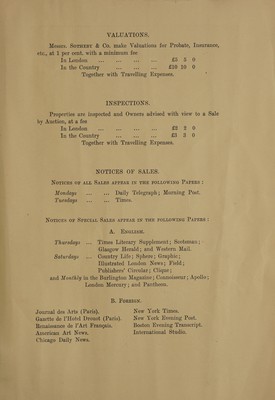 VALUATIONS.
Messrs. SOTHEBY & Co. make Valuations for Probate, Insurance,
etc., at 1 per cent. with a minimum fee
In London ... ... ... ... £5 5 0
In the Country ... ... ... £10 10 0
Together with Travelling Expenses.
INSPECTIONS.
Properties are inspected and Owners advised with view to a Sale
by Auction, at a fee
In London ... ... ... ... £2 2 0
In the Country ... ... ... £3 3 0
Together with Travelling Expenses.
NOTICES OF SALES.
NOTICES OF ALL SALES APPEAR IN THE FOLLOWING PAPERS :
Mondays ... ... Daily Telegraph; Morning Post.
Tuesdays ... ... Times.
NOTICES OF SPECIAL SALES APPEAR IN THE FOLLOWING PAPERS :
A. ENGLISH.
Thursdays ... Times Literary Supplement; Scotsman;
Glasgow Herald; and Western Mail.
Saturdays ... Country Life; Sphere; Graphic;
Illustrated London News; Field;
Publishers' Circular; Clique;
and Monthly in the Burlington Magazine; Connoisseur; Apollo;
London Mercury; and Pantheon.
B. FOREIGN.
Journal des Arts (Paris).
Gazette de l'Hotel Drouot (Paris).
Renaissance de l'Art Français.
American Art News.
Chicago Daily News.
New York Times.
New York Evening Post.
Boston Evening Transcript.
International Studio.